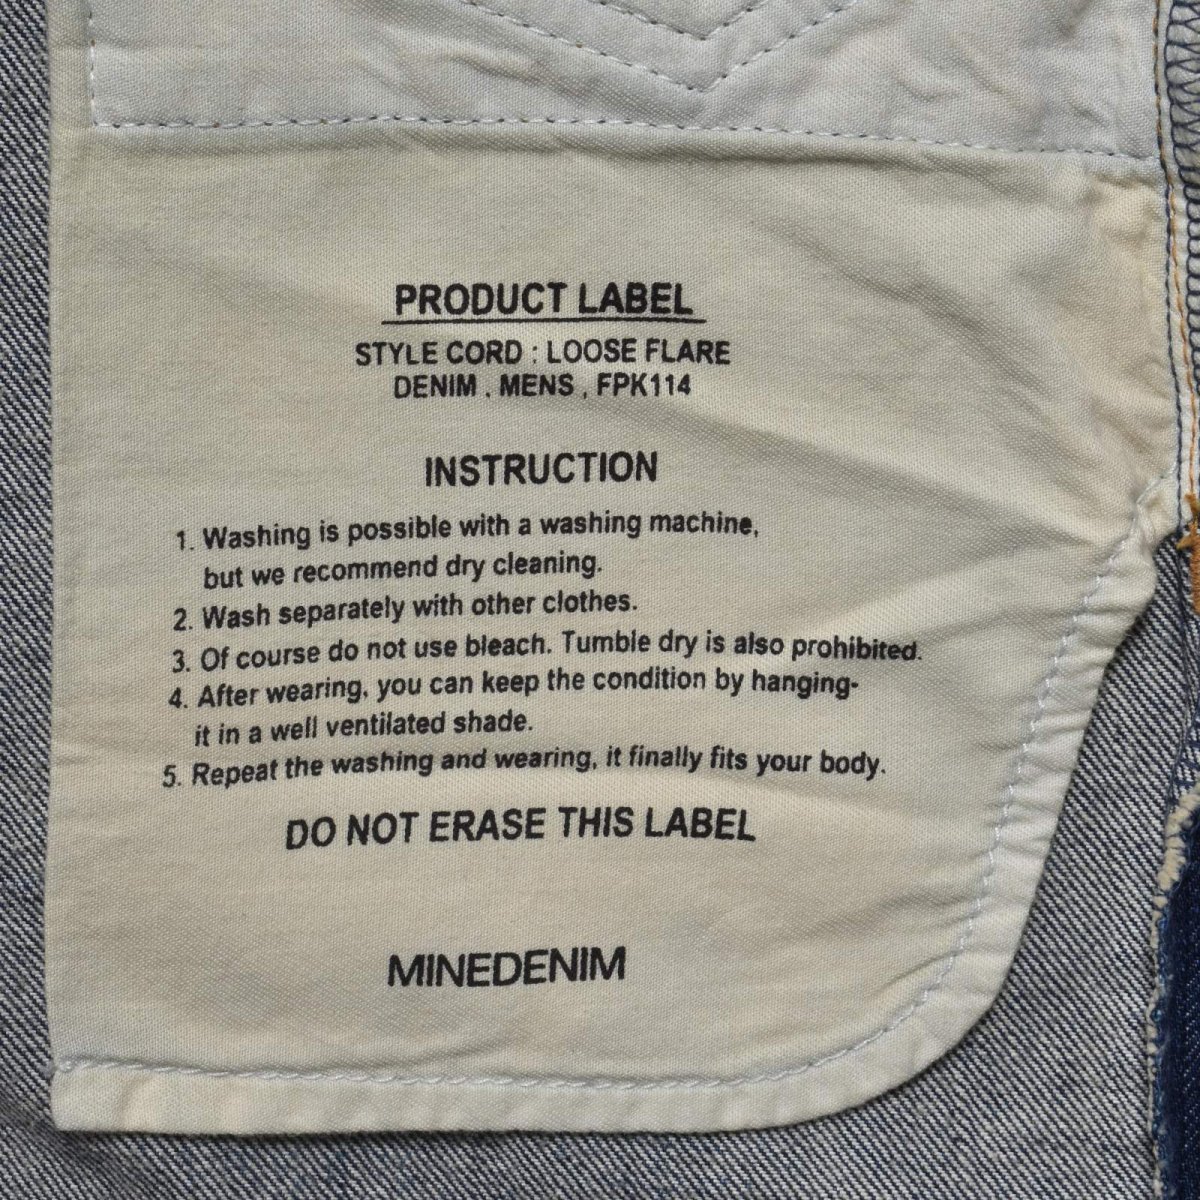 PRODUCT LABEL
STYLE CORD : LOOSE FLARE
DENIM . MENS , FPK114
INSTRUCTION
1. Washing is possible with a washing machine,
but we recommend dry cleaning.
2. Wash separately with other clothes.
3. Of course do not use bleach. Tumble dry is also prohibited.
4. After wearing, you can keep the condition by hanging-
it in a well ventilated shade.
5. Repeat the washing and wearing, it finally fits your body.
DO NOT ERASE THIS LABEL
MINEDENIM